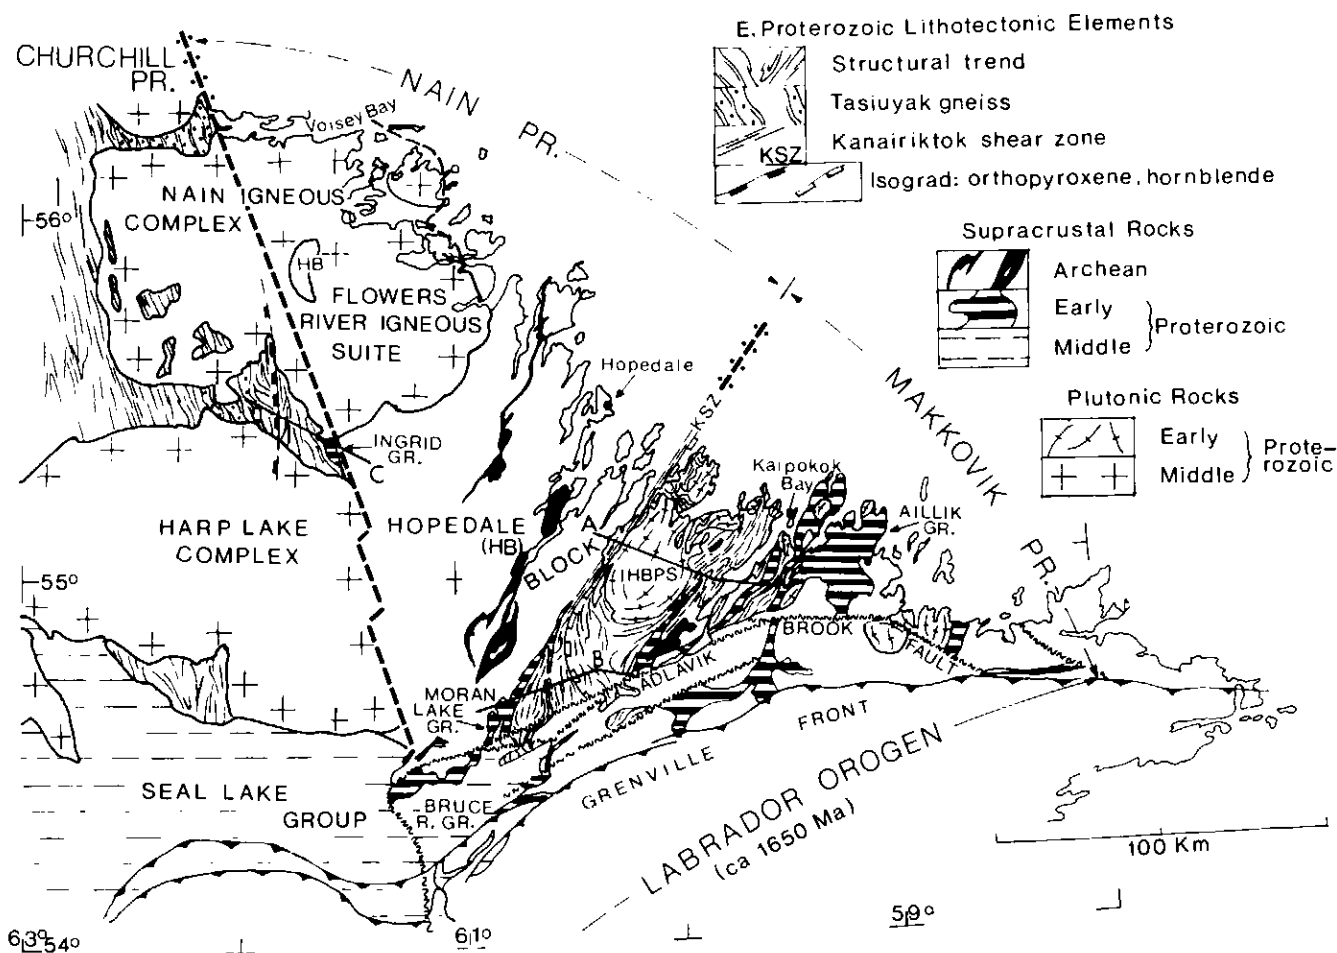 E. Proterozoic Lithotectonic Elements
Structural trend
Tasiuyak gneiss
Kanairiktok shear zone
KSZ
Isograd: orthopyroxene, hornblende
Supracrustal Rocks
Archean
Early
Proterozoic
Middle
Plutonic Rocks
Early
Prote-
rozoic
Middle
CHURCHILL
PR.
NAIN
PR.
Voisey Bay
NAIN IGNEOUS
COMPLEX
56°
HB
FLOWERS
RIVER IGNEOUS
SUITE
Hopedale
KSZ
MAKKOVIK
PR.
INGRID
GR.
C
Kaipokok
Bay
AILLIK
GR.
HARP LAKE
COMPLEX
HOPEDALE
(HB)
BLOCK
A
IHBPS
55°
BROOK
FAULT
B
SADLAVIK
MORAN
LAKE
GR.
FRONT
GRENVILLE
SEAL LAKE
GROUP
BRUCE
R. GR.
LABRADOR OROGEN
(ca 1650 Ma)
100 Km
63°
54°
61°
59°